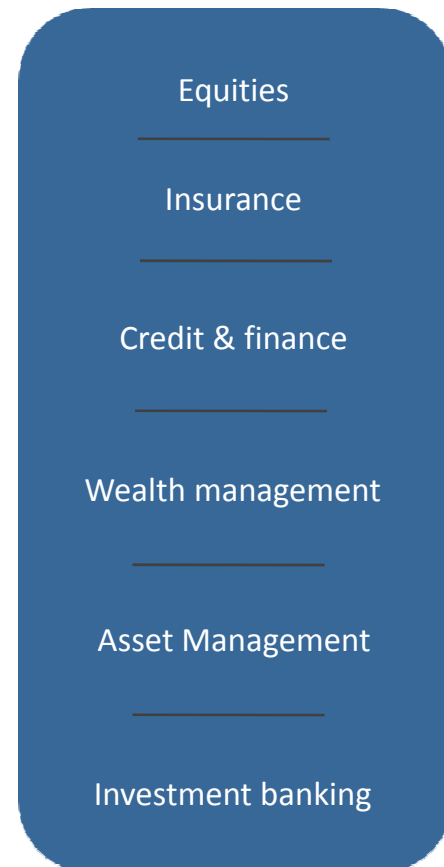 Equities
Insurance
Credit & finance
Wealth management
Asset Management
Investment banking